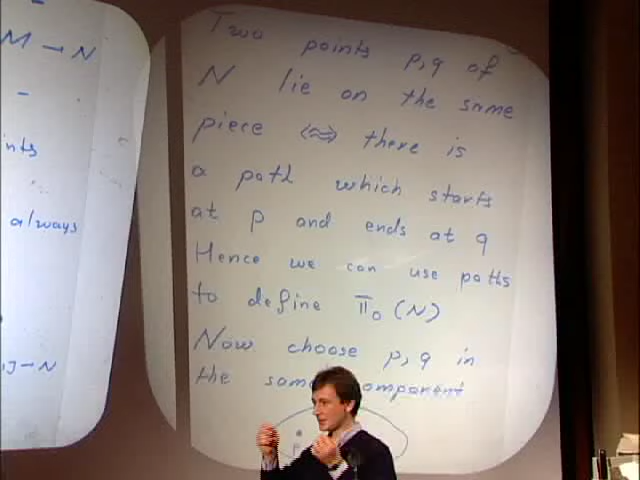 M → N
ints
always
→ N
Two points p,q of
N lie on the same
piece <≈> there is
a path which starts
at p and ends at q
Hence we can use paths
to define π₀ (N)
Now choose p,q in
the same component
p